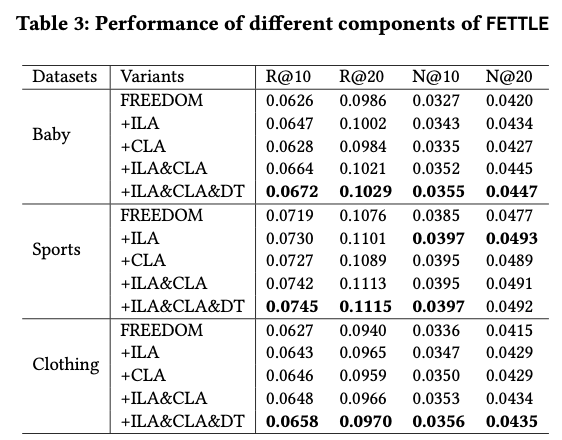 Table 3: Performance of different components of FETTLE
Datasets Variants R@10 R@20 N@10 N@20
Baby
FREEDOM 0.0626 0.0986 0.0327 0.0420
+ILA 0.0647 0.1002 0.0343 0.0434
+CLA 0.0628 0.0984 0.0335 0.0427
+ILA&CLA 0.0664 0.1021 0.0352 0.0445
+ILA&CLA&DT 0.0672 0.1029 0.0355 0.0447
Sports
FREEDOM 0.0719 0.1076 0.0385 0.0477
+ILA 0.0730 0.1101 0.0397 0.0493
+CLA 0.0727 0.1089 0.0395 0.0489
+ILA&CLA 0.0742 0.1113 0.0395 0.0491
+ILA&CLA&DT 0.0745 0.1115 0.0397 0.0492
Clothing
FREEDOM 0.0627 0.0940 0.0336 0.0415
+ILA 0.0643 0.0965 0.0347 0.0429
+CLA 0.0646 0.0959 0.0350 0.0429
+ILA&CLA 0.0648 0.0966 0.0353 0.0434
+ILA&CLA&DT 0.0658 0.0970 0.0356 0.0435